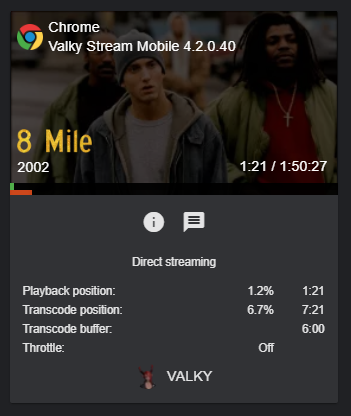 Chrome
Valky Stream Mobile 4.2.0.40
8 Mile
2002 1:21 / 1:50:27
Direct streaming
Playback position: 1.2% 1:21
Transcode position: 6.7% 7:21
Transcode buffer: 6:00
Throttle: Off
VALKY